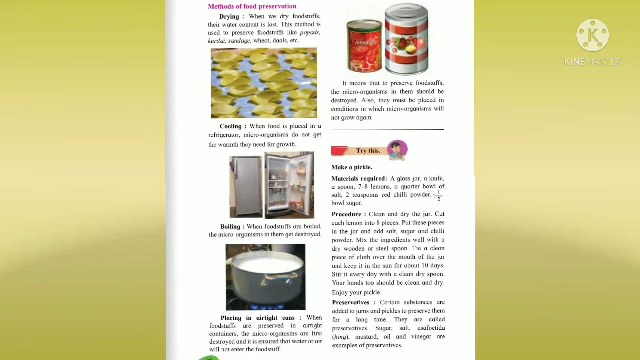 Methods of food preservation
Drying : When we dry foodstuffs,
their water content is lost. This method is
used to preserve foodstuffs like papads,
kurdai, sandage, wheat, daals, etc.
Cooling : When food is placed in a
refrigerator, micro-organisms do not get
the warmth they need for growth.
Boiling : When foodstuffs are boiled,
the micro-organisms in them get destroyed.
Placing in airtight cans : When
foodstuffs are preserved in airtight
containers, the micro-organisms are first
destroyed and it is ensured that water or air
will not enter the foodstuff.
It means that to preserve foodstuffs,
the micro-organisms in them should be
destroyed. Also, they must be placed in
conditions in which micro-organisms will
not grow again.
Try this.
Make a pickle.
Materials required : A glass jar, a knife,
a spoon, 7-8 lemons, a quarter bowl of
salt, 2 teaspoons red chilli powder, 1/2
bowl sugar.
Procedure : Clean and dry the jar. Cut
each lemon into 8 pieces. Put these pieces
in the jar and add salt, sugar and chilli
powder. Mix the ingredients well with a
dry wooden or steel spoon. Tie a clean
piece of cloth over the mouth of the jar
and keep it in the sun for about 10 days.
Stir it every day with a clean dry spoon.
Your hands too should be clean and dry.
Enjoy your pickle.
Preservatives : Certain substances are
added to jams and pickles to preserve them
for a long time. They are called
preservatives. Sugar, salt, asafoetida
(hing), mustard, oil and vinegar are
examples of preservatives.
KINEMASTER